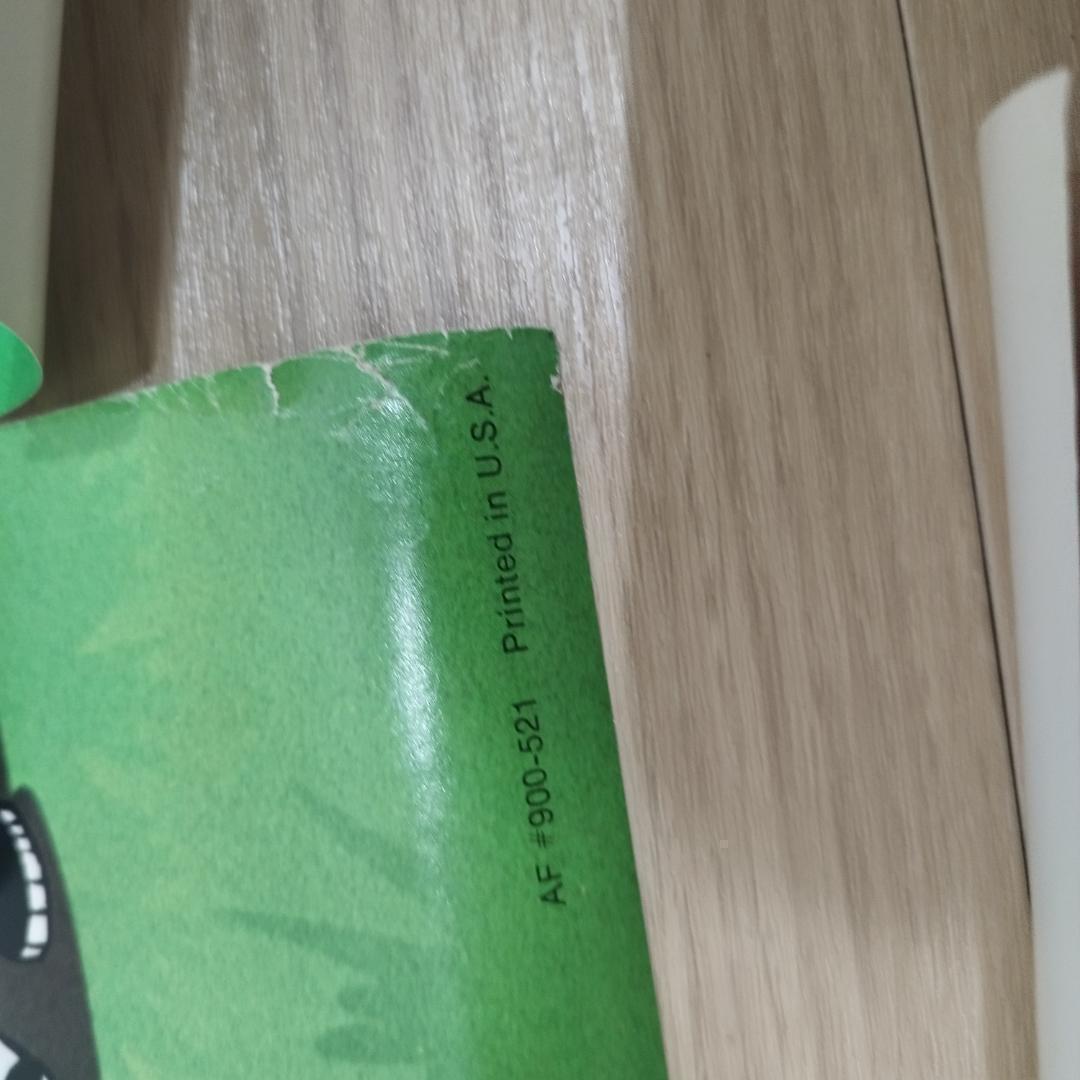 AF #900-521 Printed in U.S.A.